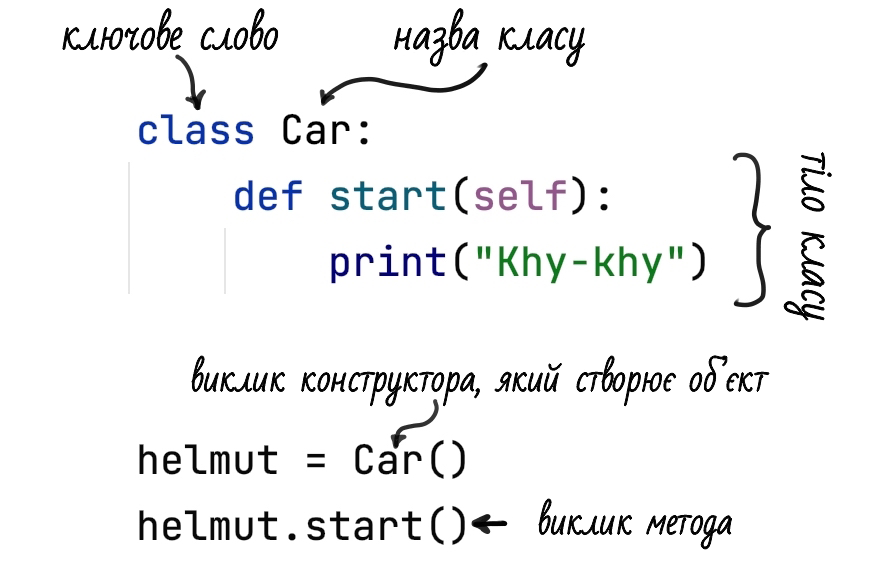 ключове слово назва класу
class Car:
def start(self):
print("Khy-khy")
тіло класу
виклик конструктора, який створює об'єкт
helmut = Car()
helmut.start() виклик метода